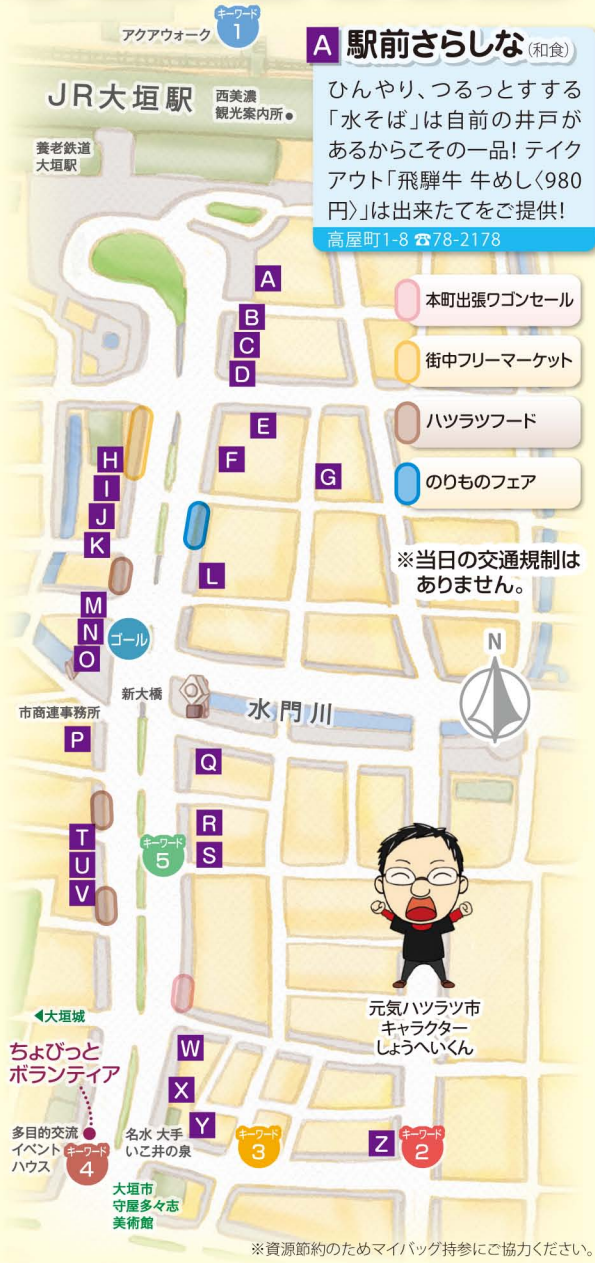 キーワード
1
アクアウォーク
JR大垣駅
西美濃
観光案内所
養老鉄道
大垣駅
A 駅前さらしな(和食)
ひんやり、つるっとすする
「水そば」は自前の井戸が
あるからこその一品! テイク
アウト「飛騨牛 牛めし〈980
円〉」は出来たてをご提供!
高屋町1-8 ☎78-2178
本町出張ワゴンセール
街中フリーマーケット
ハツラツフード
のりものフェア
※当日の交通規制は
ありません。
A
B
C
D
E
F
G
H
I
J
K
L
M
N
O
ゴール
N
新大橋
水門川
市商連事務所
P
Q
R
S
T
U
V
キーワード
5
元気ハツラツ市
キャラクター
しょうへいくん
◀大垣城
ちょびっと
ボランティア
W
X
Y
Z
多目的交流
イベント
ハウス
キーワード
4
名水 大手
いこ井の泉
キーワード
3
キーワード
2
大垣市
守屋多々志
美術館
※資源節約のためマイバッグ持参にご協力ください。